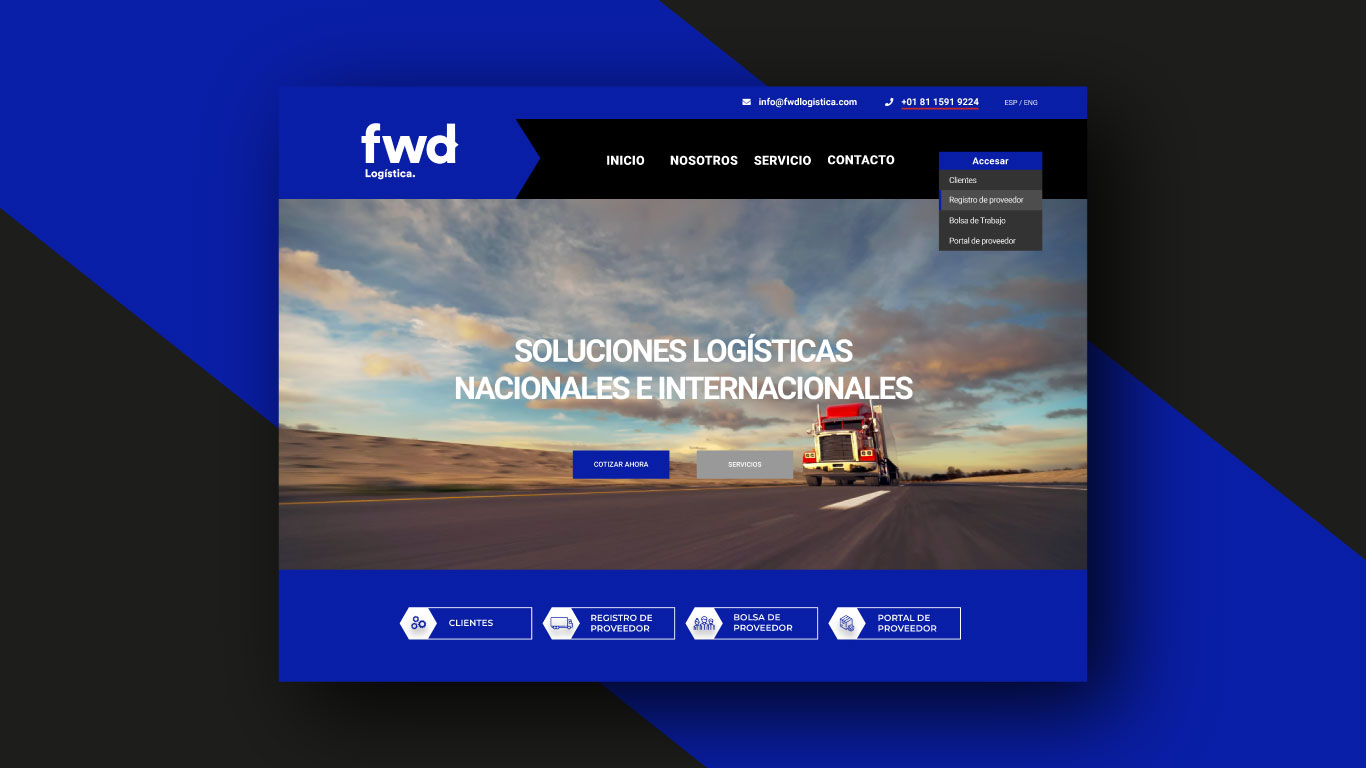 info@fwdlogistica.com
+01 81 1591 9224
ESP / ENG
fwd
Logística.
INICIO
NOSOTROS
SERVICIO
CONTACTO
Accesar
Clientes
Registro de proveedor
Bolsa de Trabajo
Portal de proveedor
SOLUCIONES LOGÍSTICAS
NACIONALES E INTERNACIONALES
COTIZAR AHORA
SERVICIOS
CLIENTES
REGISTRO DE
PROVEEDOR
BOLSA DE
PROVEEDOR
PORTAL DE
PROVEEDOR